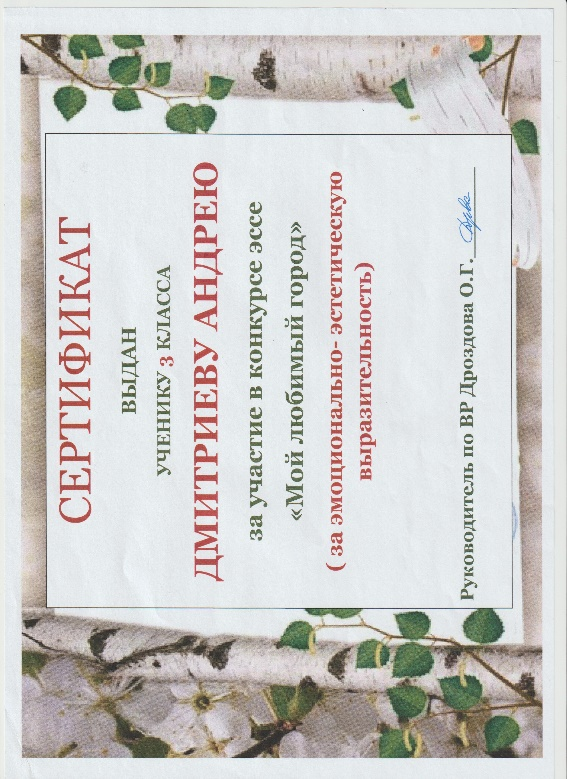 СЕРТИФИКАТ
ВЫДАН
УЧЕНИКУ 3 КЛАССА
ДМИТРИЕВУ АНДРЕЮ
за участие в конкурсе эссе
«Мой любимый город»
( за эмоционально- эстетическую
выразительность)
Руководитель по ВР Дроздова О.Г.